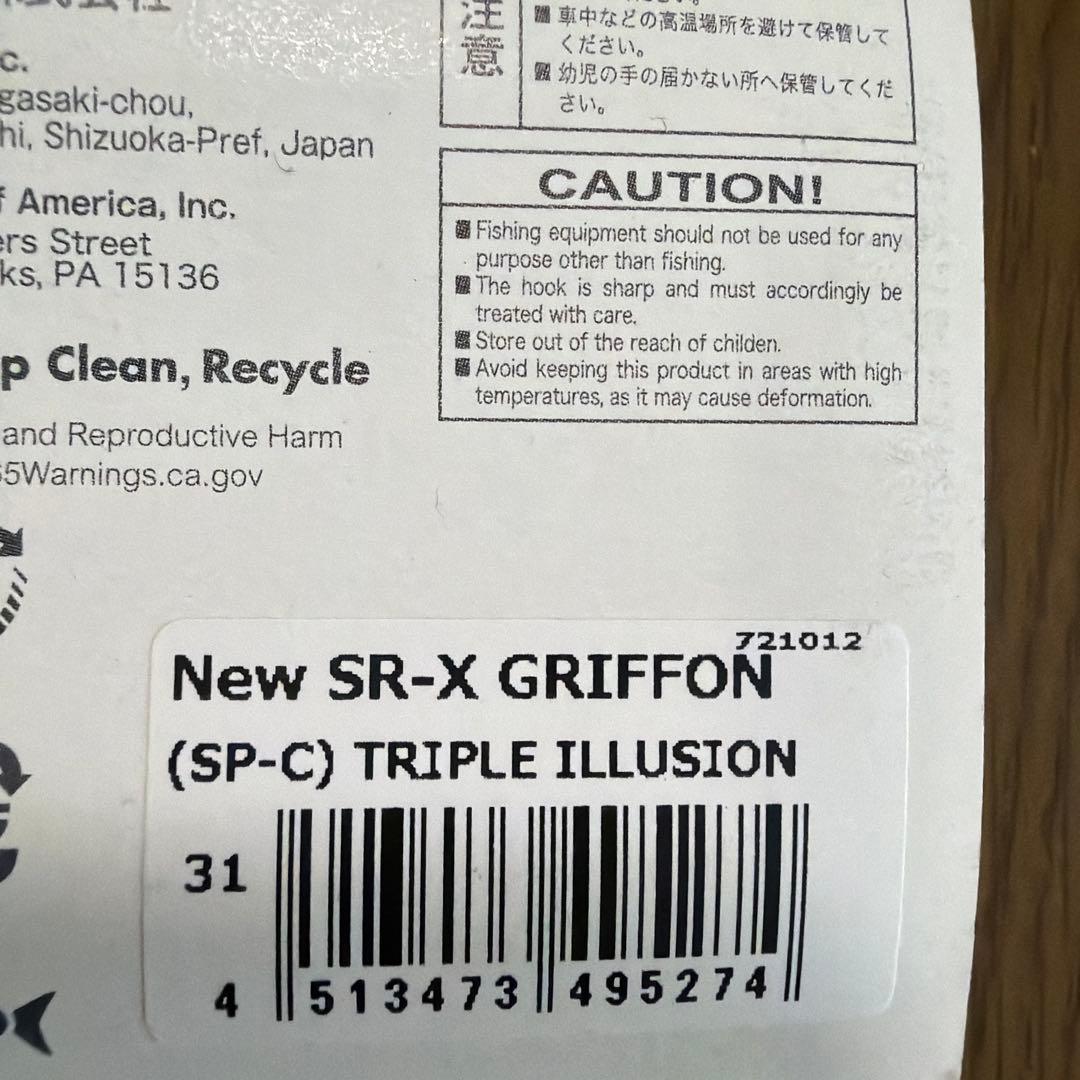 株式会社
c.
gasaki-chou,
hi, Shizuoka-Pref, Japan
f America, Inc.
ers Street
ks, PA 15136
p Clean, Recycle
and Reproductive Harm
65Warnings.ca.gov
注
意
車中などの高温場所を避けて保管して
ください。
幼児の手の届かない所へ保管してくだ
さい。
CAUTION!
Fishing equipment should not be used for any
purpose other than fishing.
The hook is sharp and must accordingly be
treated with care.
Store out of the reach of childen.
Avoid keeping this product in areas with high
temperatures, as it may cause deformation.
721012
New SR-X GRIFFON
(SP-C) TRIPLE ILLUSION
31
4 513473 495274